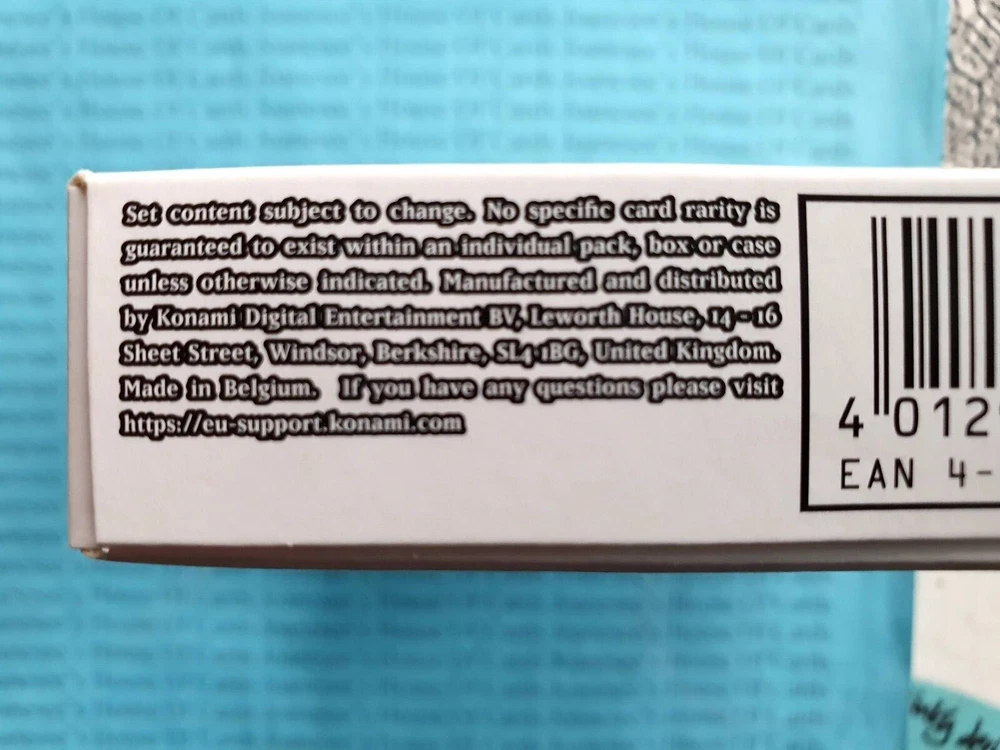 Set content subject to change. No specific card rarity is
guaranteed to exist within an individual pack, box or case
unless otherwise indicated. Manufactured and distributed
by Konami Digital Entertainment BV, Leworth House, 14-16
Sheet Street, Windsor, Berkshire, SL4 1BG, United Kingdom.
Made in Belgium. If you have any questions please visit
https://eu-support.konami.com
4 012
EAN 4-